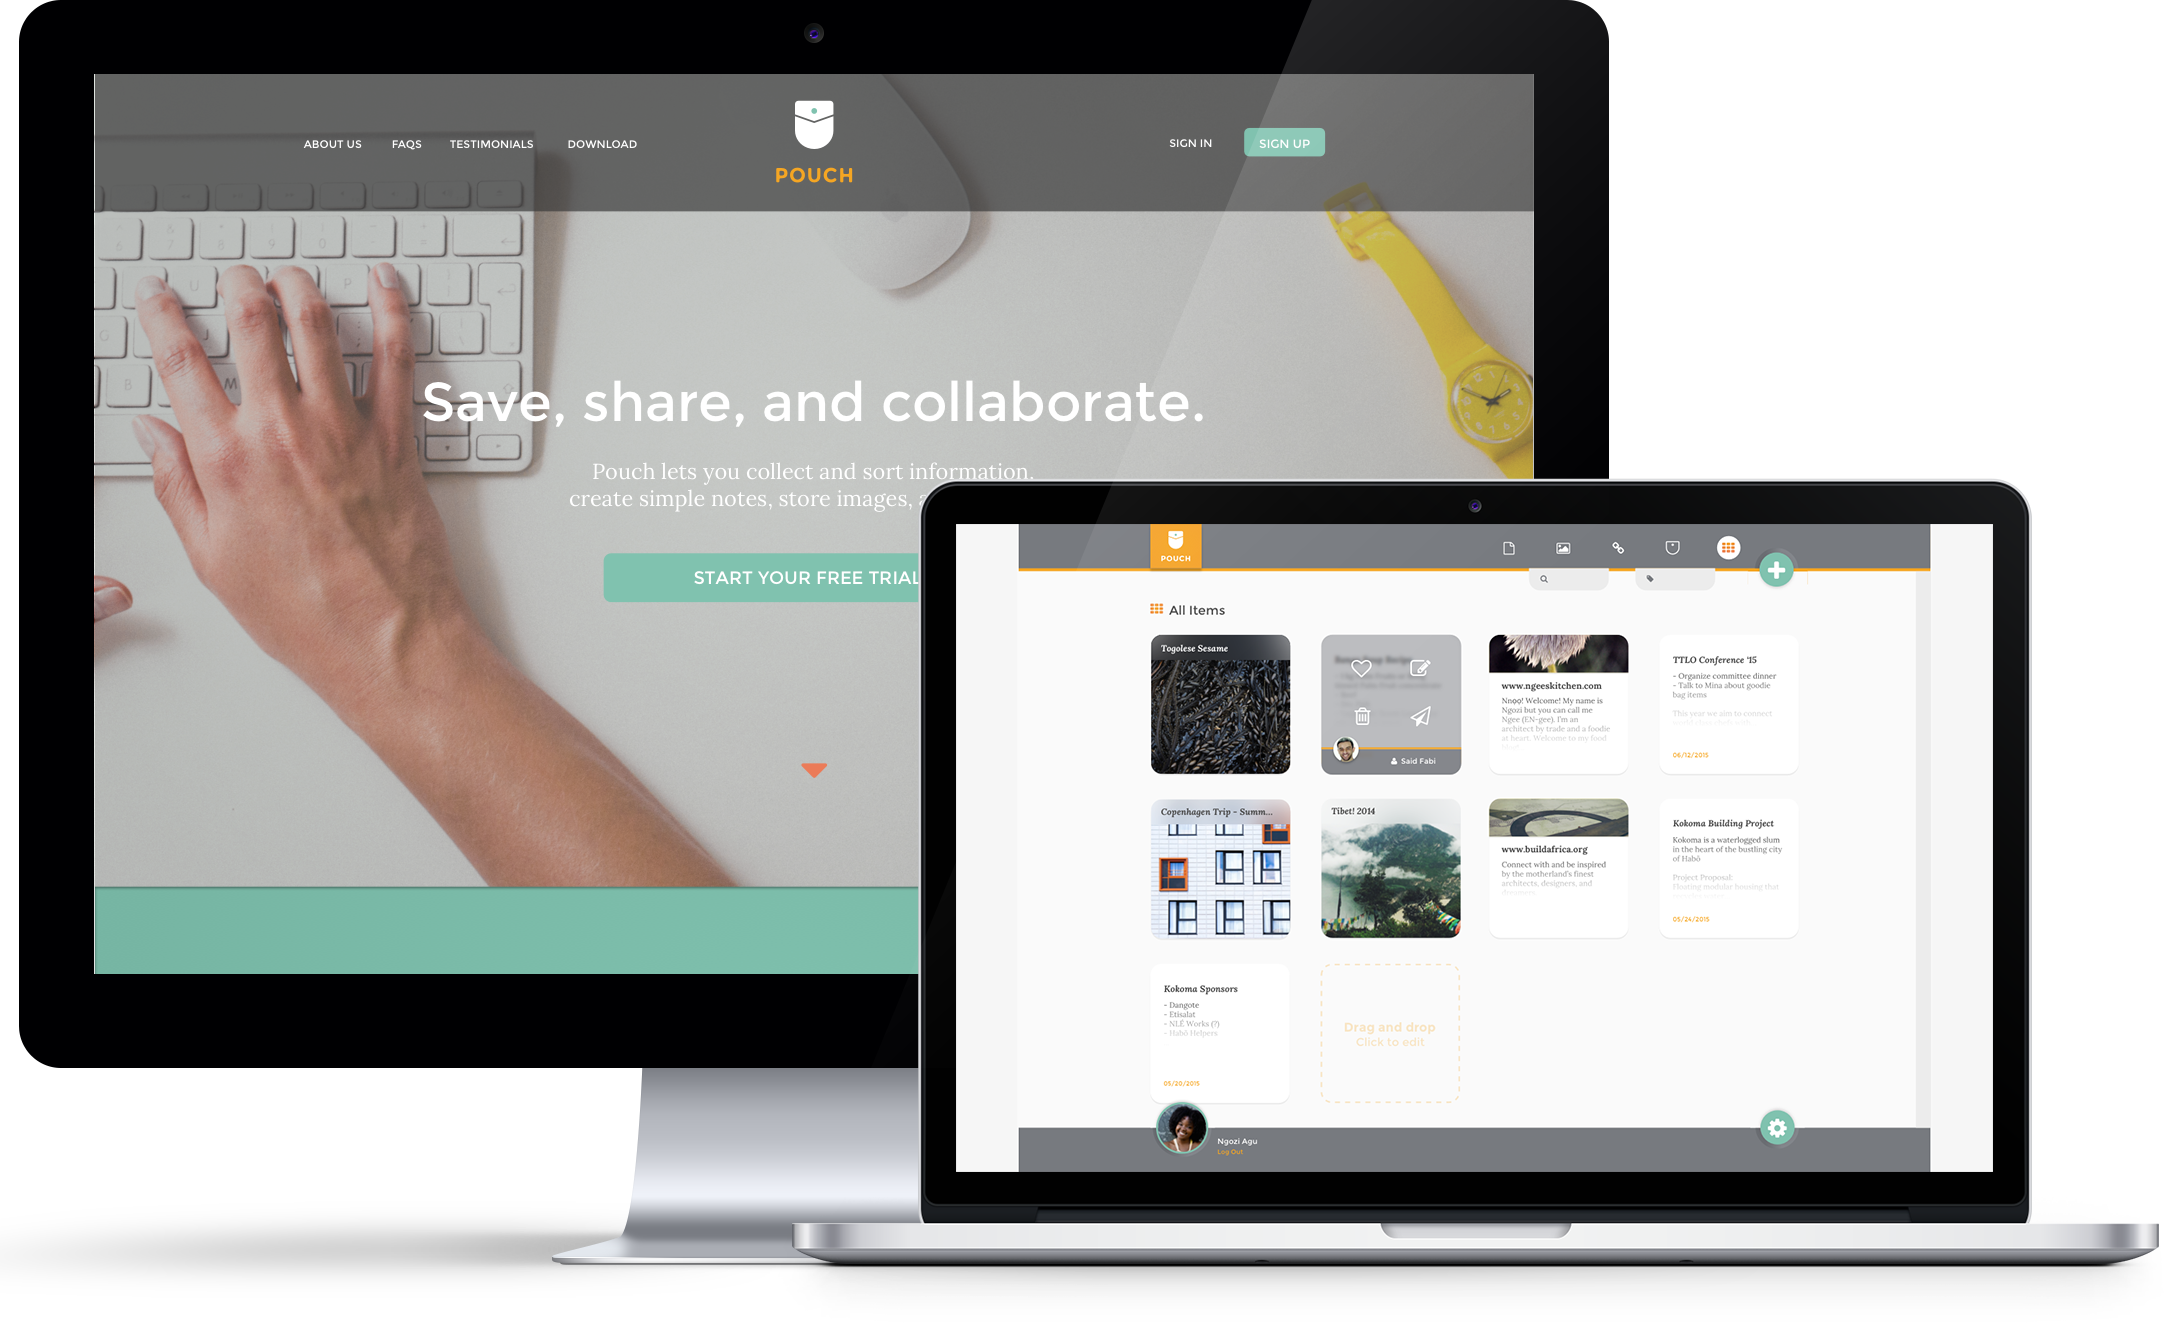 ABOUT US
FAQS
TESTIMONIALS
DOWNLOAD
POUCH
SIGN IN
SIGN UP
Save, share, and collaborate.
Pouch lets you collect and sort information,
create simple notes, store images,
START YOUR FREE TRIAL
POUCH
All Items
Togolese Sesame
Said Fabi
www.ngeeskitchen.com
Nnọọ! Welcome! My name is
Ngozi but you can call me
Ngee (EN-gee). I'm an
architect by trade and a foodie
at heart. Welcome to my food
TTLO Conference '15
- Organize committee dinner
- Talk to Mina about goodie
bag items
This year we aim to connect
06/12/2015
Copenhagen Trip - Summ...
Tibet! 2014
www.buildafrica.org
Connect with and be inspired
by the motherland's finest
architects, designers, and
Kokoma Building Project
Kokoma is a waterlogged slum
in the heart of the bustling city
of Habō
Project Proposal:
Floating modular housing that
05/24/2015
Kokoma Sponsors
- Dangote
- Etisalat
- NLÉ Works (?)
- Habō Helpers
05/20/2015
Drag and drop
Click to edit
Ngozi Agu
Log Out